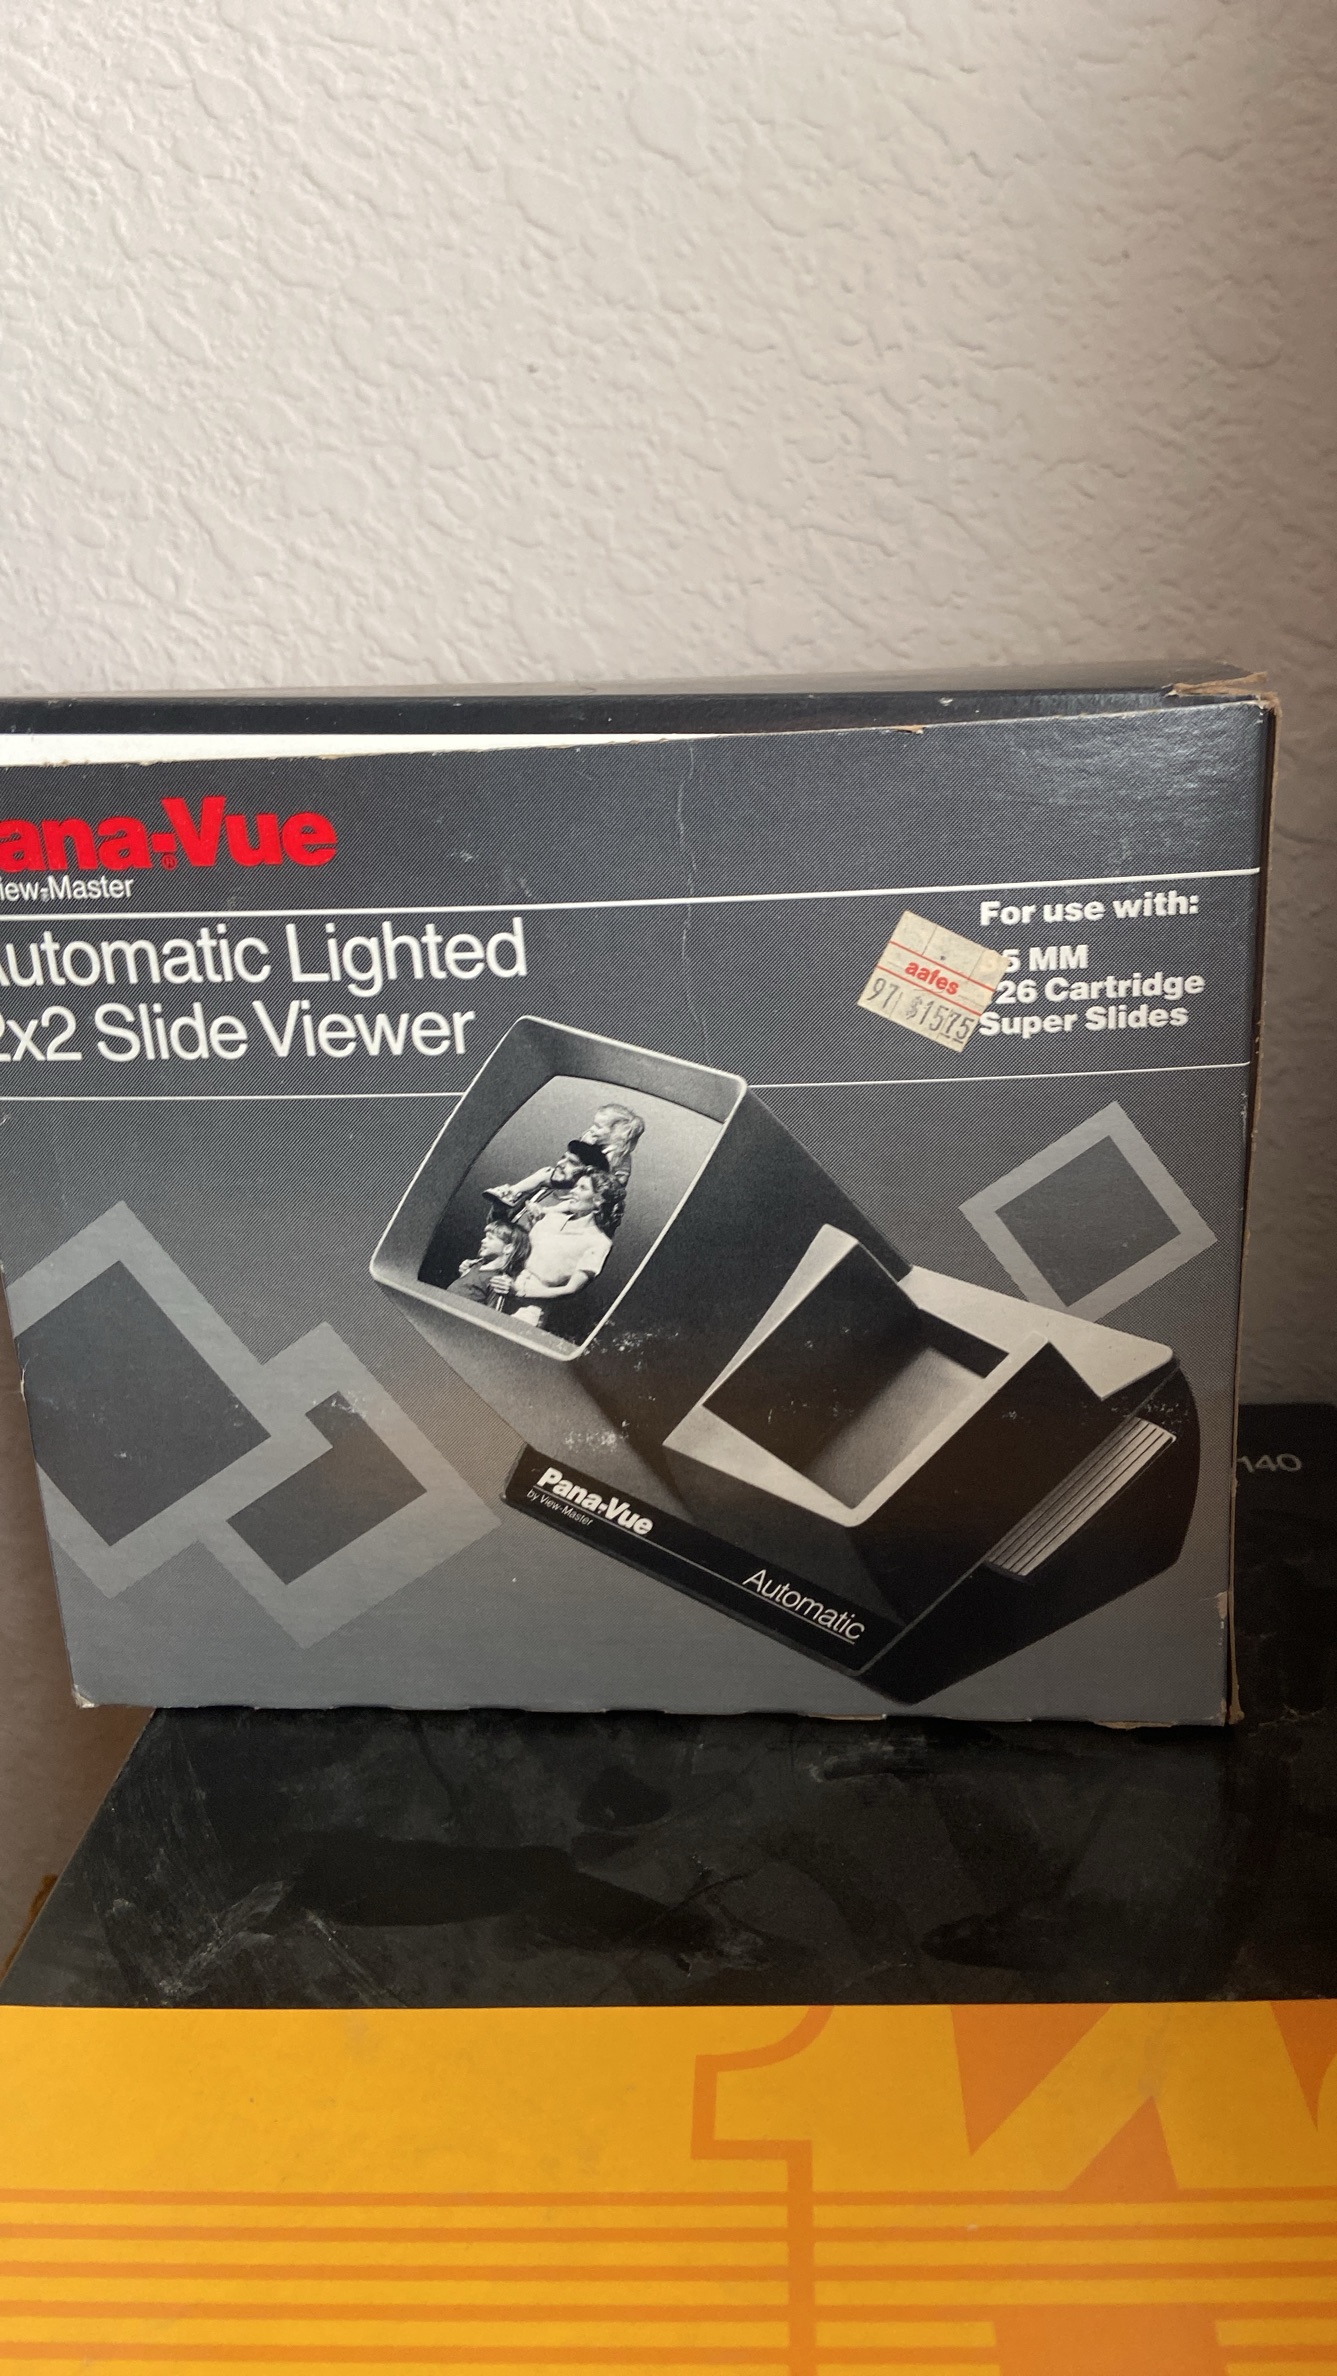 ana-Vue
®
iew-Master
utomatic Lighted
2x2 Slide Viewer
For use with:
35 MM
26 Cartridge
Super Slides
aafes
971 $1575
Pana-Vue
by View-Master
Automatic
140